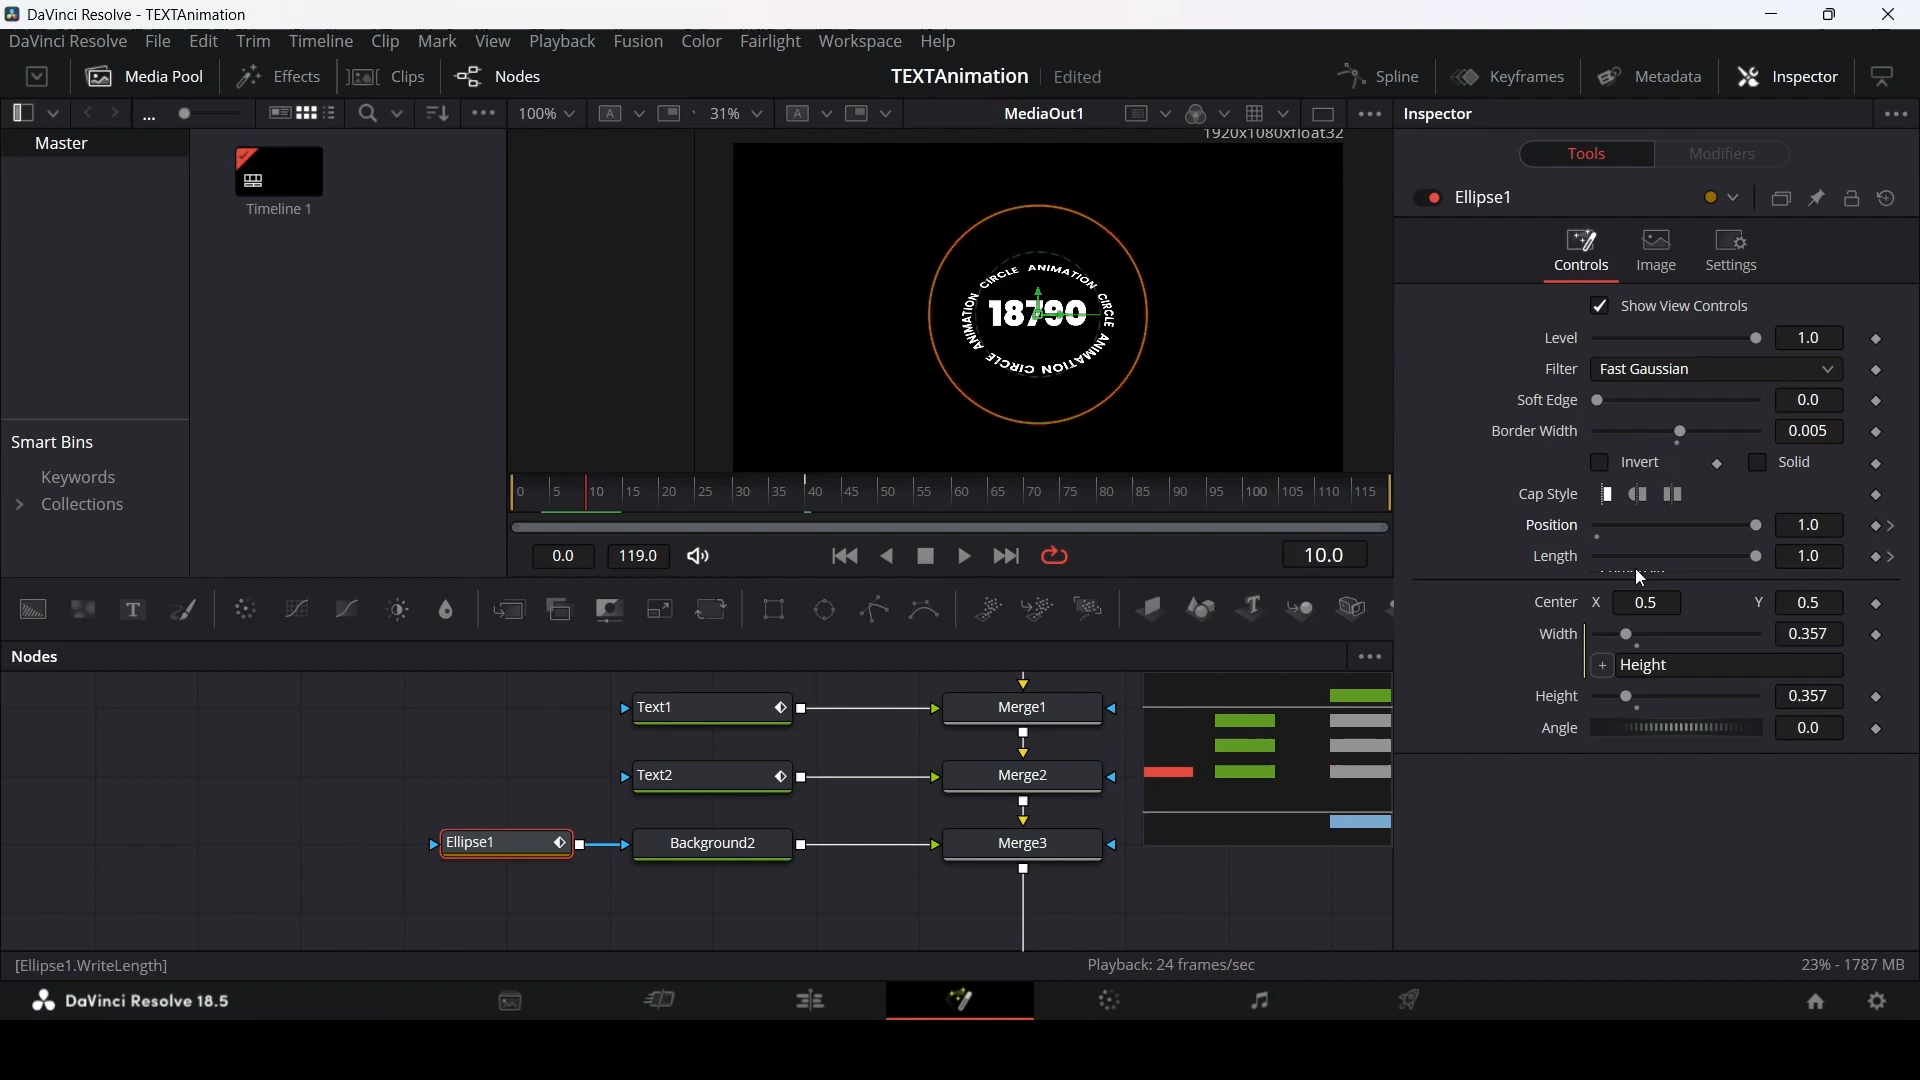 DaVinci Resolve - TEXTAnimation
DaVinci Resolve File Edit Trim Timeline Clip Mark View Playback Fusion Color Fairlight Workspace Help
Media Pool Effects Clips Nodes TEXTAnimation Edited Spline Keyframes Metadata Inspector
... 100% A 31% A MediaOut1 Inspector
1920x1080xfloat32
Master
Timeline 1
Smart Bins
Keywords
Collections
CIRCLE ANIMATION CIRCLE ANIMATION CIRCLE ANIMATION
18790
0 5 10 15 20 25 30 35 40 45 50 55 60 65 70 75 80 85 90 95 100 105 110 115
0.0 119.0 10.0
Tools Modifiers
Ellipse1
Controls Image Settings
Show View Controls
Level 1.0
Filter Fast Gaussian
Soft Edge 0.0
Border Width 0.005
Invert Solid
Cap Style
Position 1.0
Length 1.0
Center X 0.5 Y 0.5
Width 0.357
+ Height
Height 0.357
Angle 0.0
T T
Nodes
Text1 Merge1
Text2 Merge2
Ellipse1 Background2 Merge3
[Ellipse1.WriteLength] Playback: 24 frames/sec 23% - 1787 MB
DaVinci Resolve 18.5